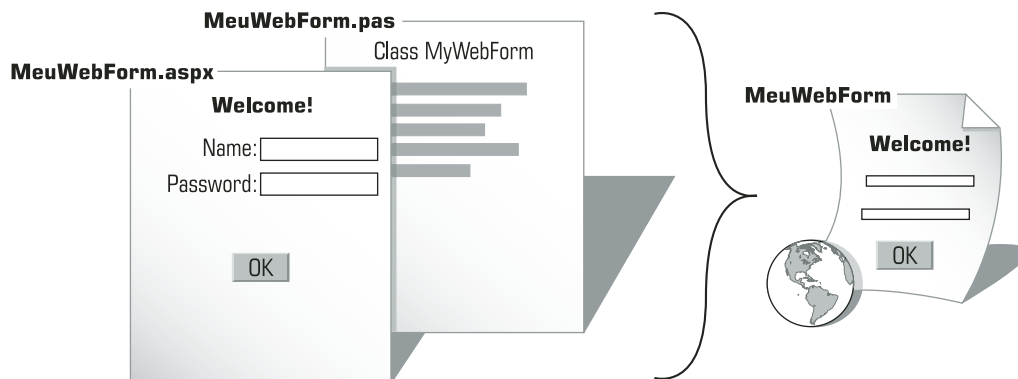 MeuWebForm.pas
Class MyWebForm
MeuWebForm.aspx
Welcome!
Name:
Password:
OK
MeuWebForm
Welcome!
OK